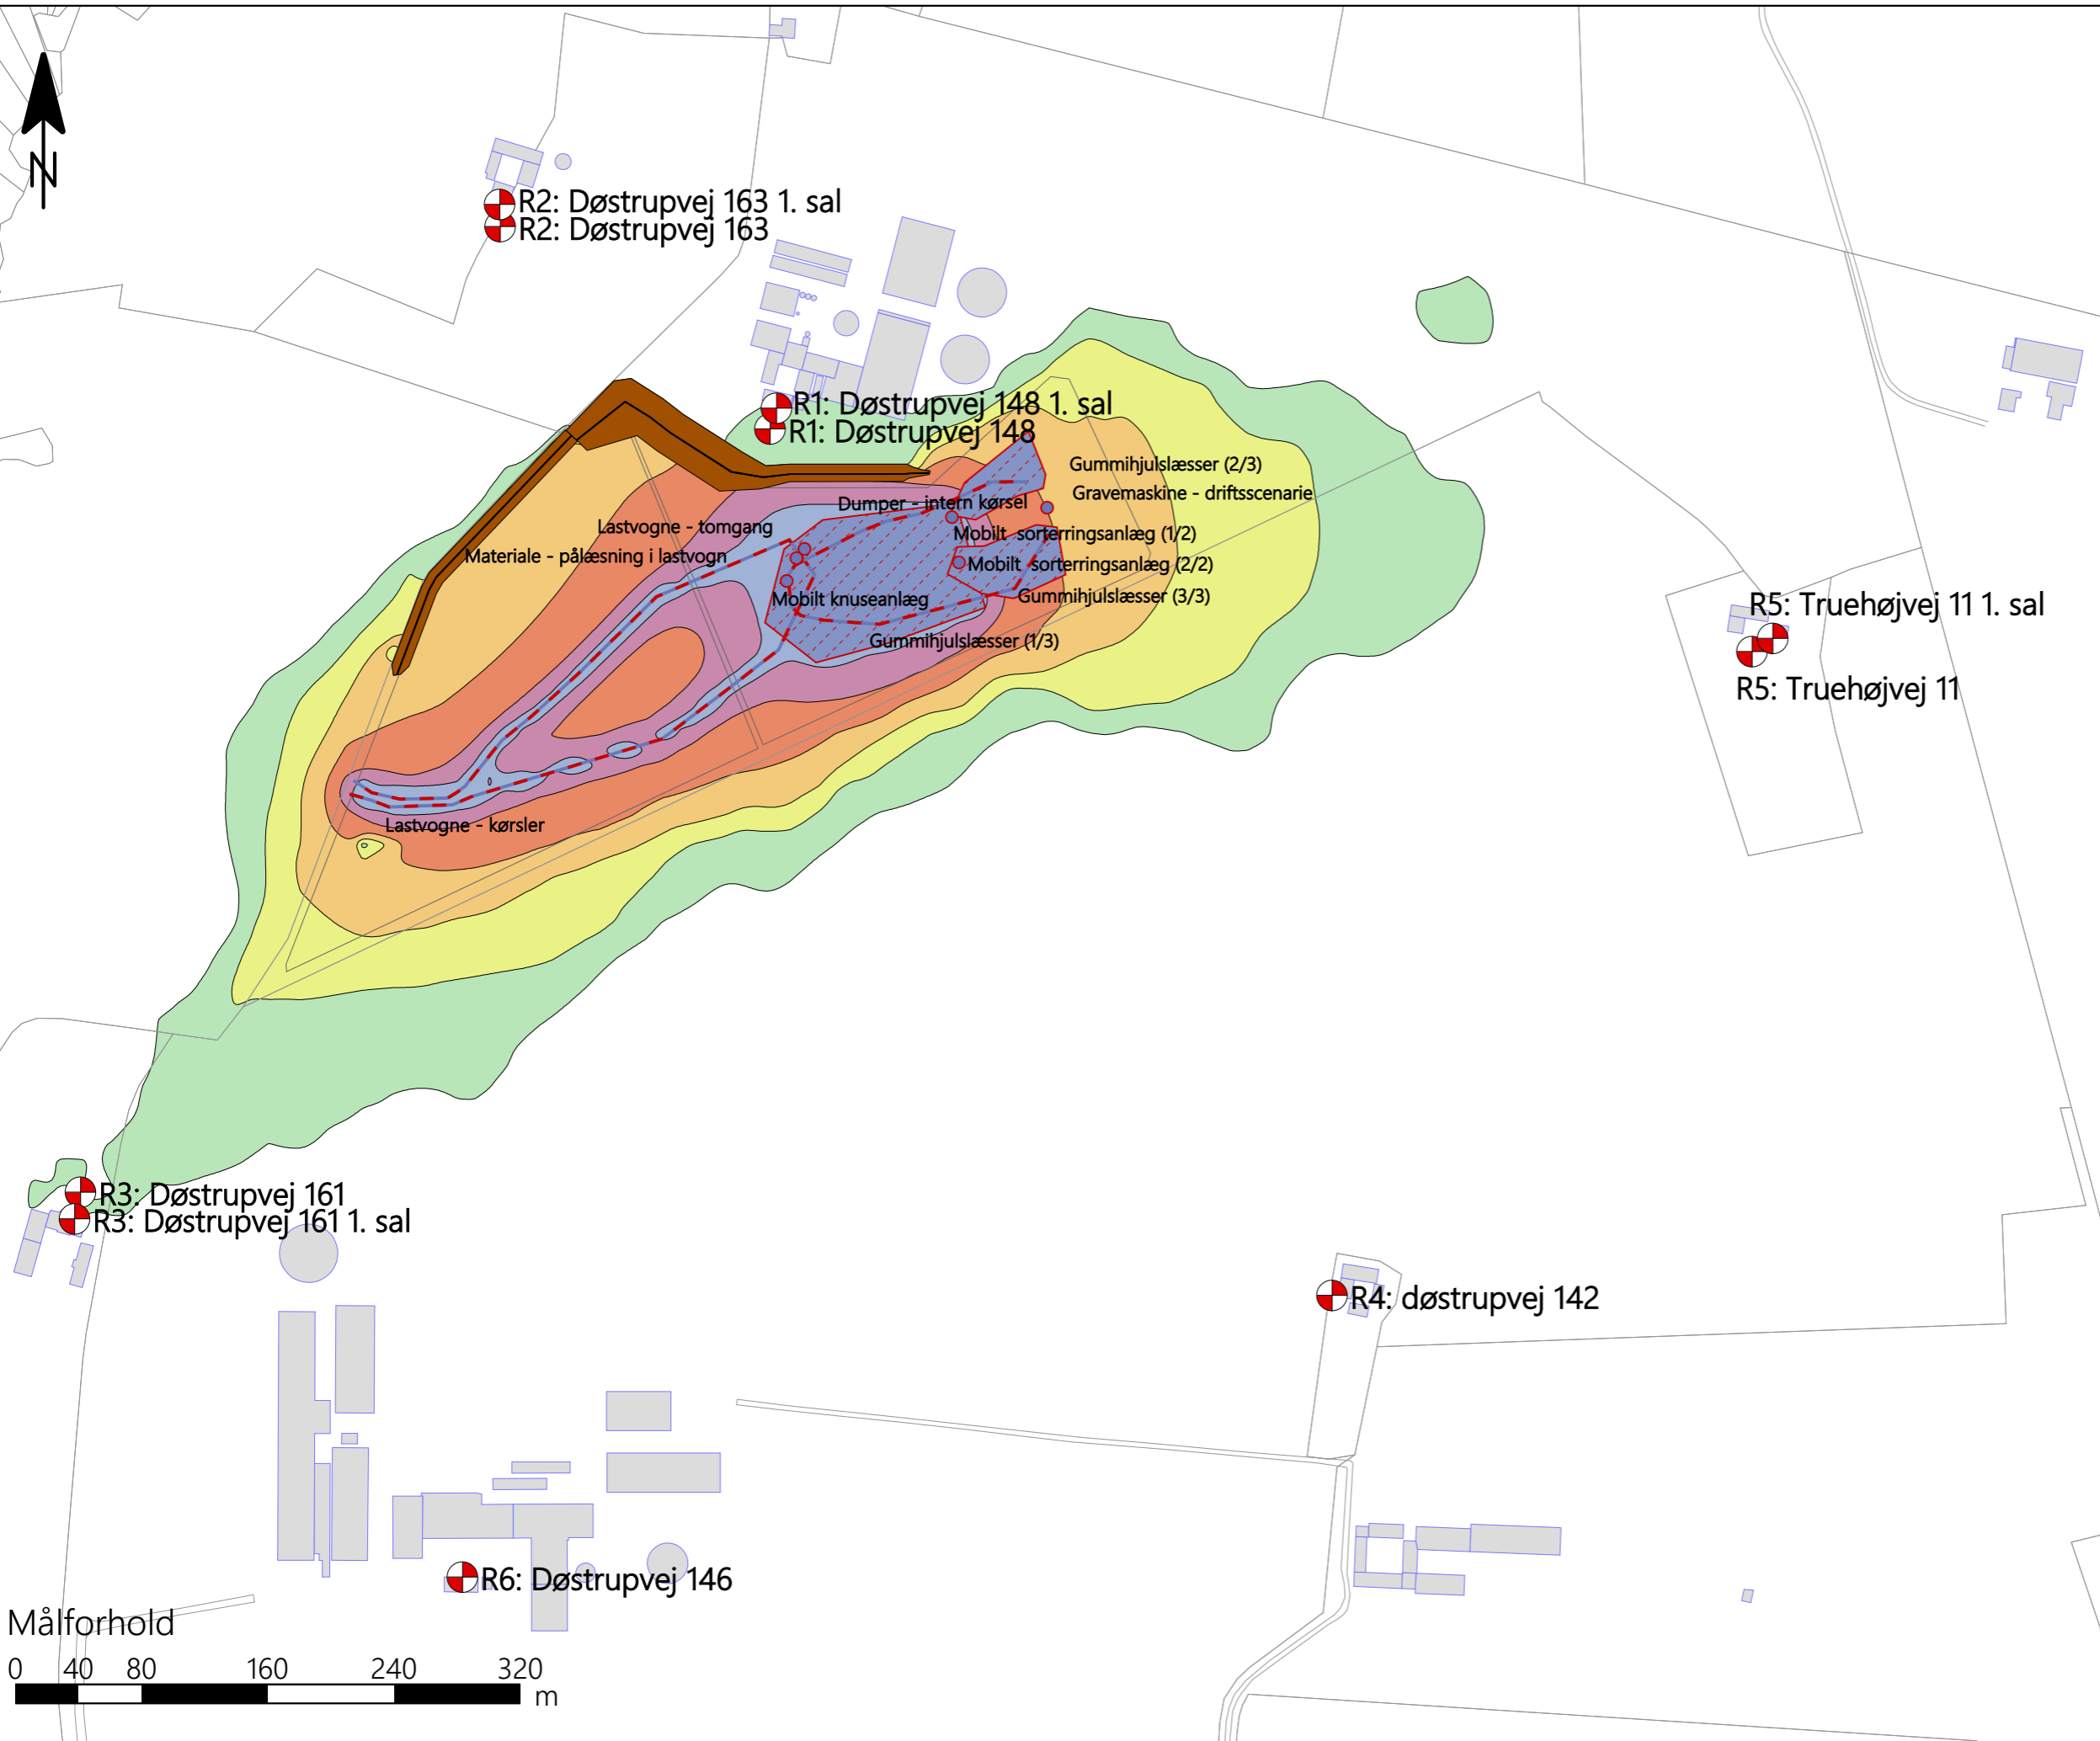 N
R2: Døstrupvej 163 1. sal
R2: Døstrupvej 163
R1: Døstrupvej 148 1. sal
R1: Døstrupvej 148
Gummihjulslæsser (2/3)
Gravemaskine - driftsscenarie
Dumper - intern kørsel
Lastvogne - tomgang
Mobilt sorterringsanlæg (1/2)
Materiale - pålæsning i lastvogn
Mobilt sorterringsanlæg (2/2)
Mobilt knuseanlæg
Gummihjulslæsser (3/3)
Gummihjulslæsser (1/3)
R5: Truehøjvej 11 1. sal
R5: Truehøjvej 11
Lastvogne - kørsler
R3: Døstrupvej 161
R3: Døstrupvej 161 1. sal
R4: døstrupvej 142
R6: Døstrupvej 146
Målforhold
0 40 80 160 240 320
m